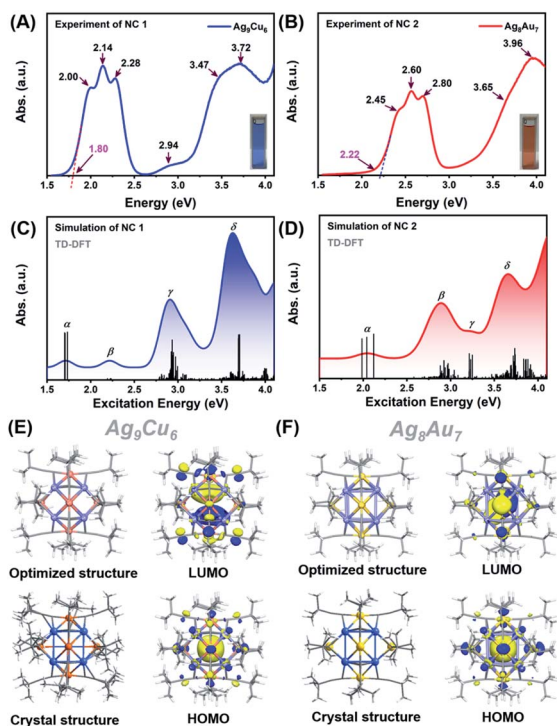 (A) Experiment of NC 1
Ag9Cu6
2.00
2.14
2.28
1.80
2.94
3.47
3.72
Abs. (a.u.)
1.5 2.0 2.5 3.0 3.5 4.0
Energy (eV)
(B) Experiment of NC 2
Ag8Au7
2.22
2.45
2.60
2.80
3.65
3.96
Abs. (a.u.)
1.5 2.0 2.5 3.0 3.5 4.0
Energy (eV)
(C) Simulation of NC 1
TD-DFT
α
β
γ
δ
Abs. (a.u.)
1.5 2.0 2.5 3.0 3.5 4.0
Excitation Energy (eV)
(D) Simulation of NC 2
TD-DFT
α
β
γ
δ
Abs. (a.u.)
1.5 2.0 2.5 3.0 3.5 4.0
Excitation Energy (eV)
(E) Ag9Cu6
Optimized structure
LUMO
Crystal structure
HOMO
(F) Ag8Au7
Optimized structure
LUMO
Crystal structure
HOMO